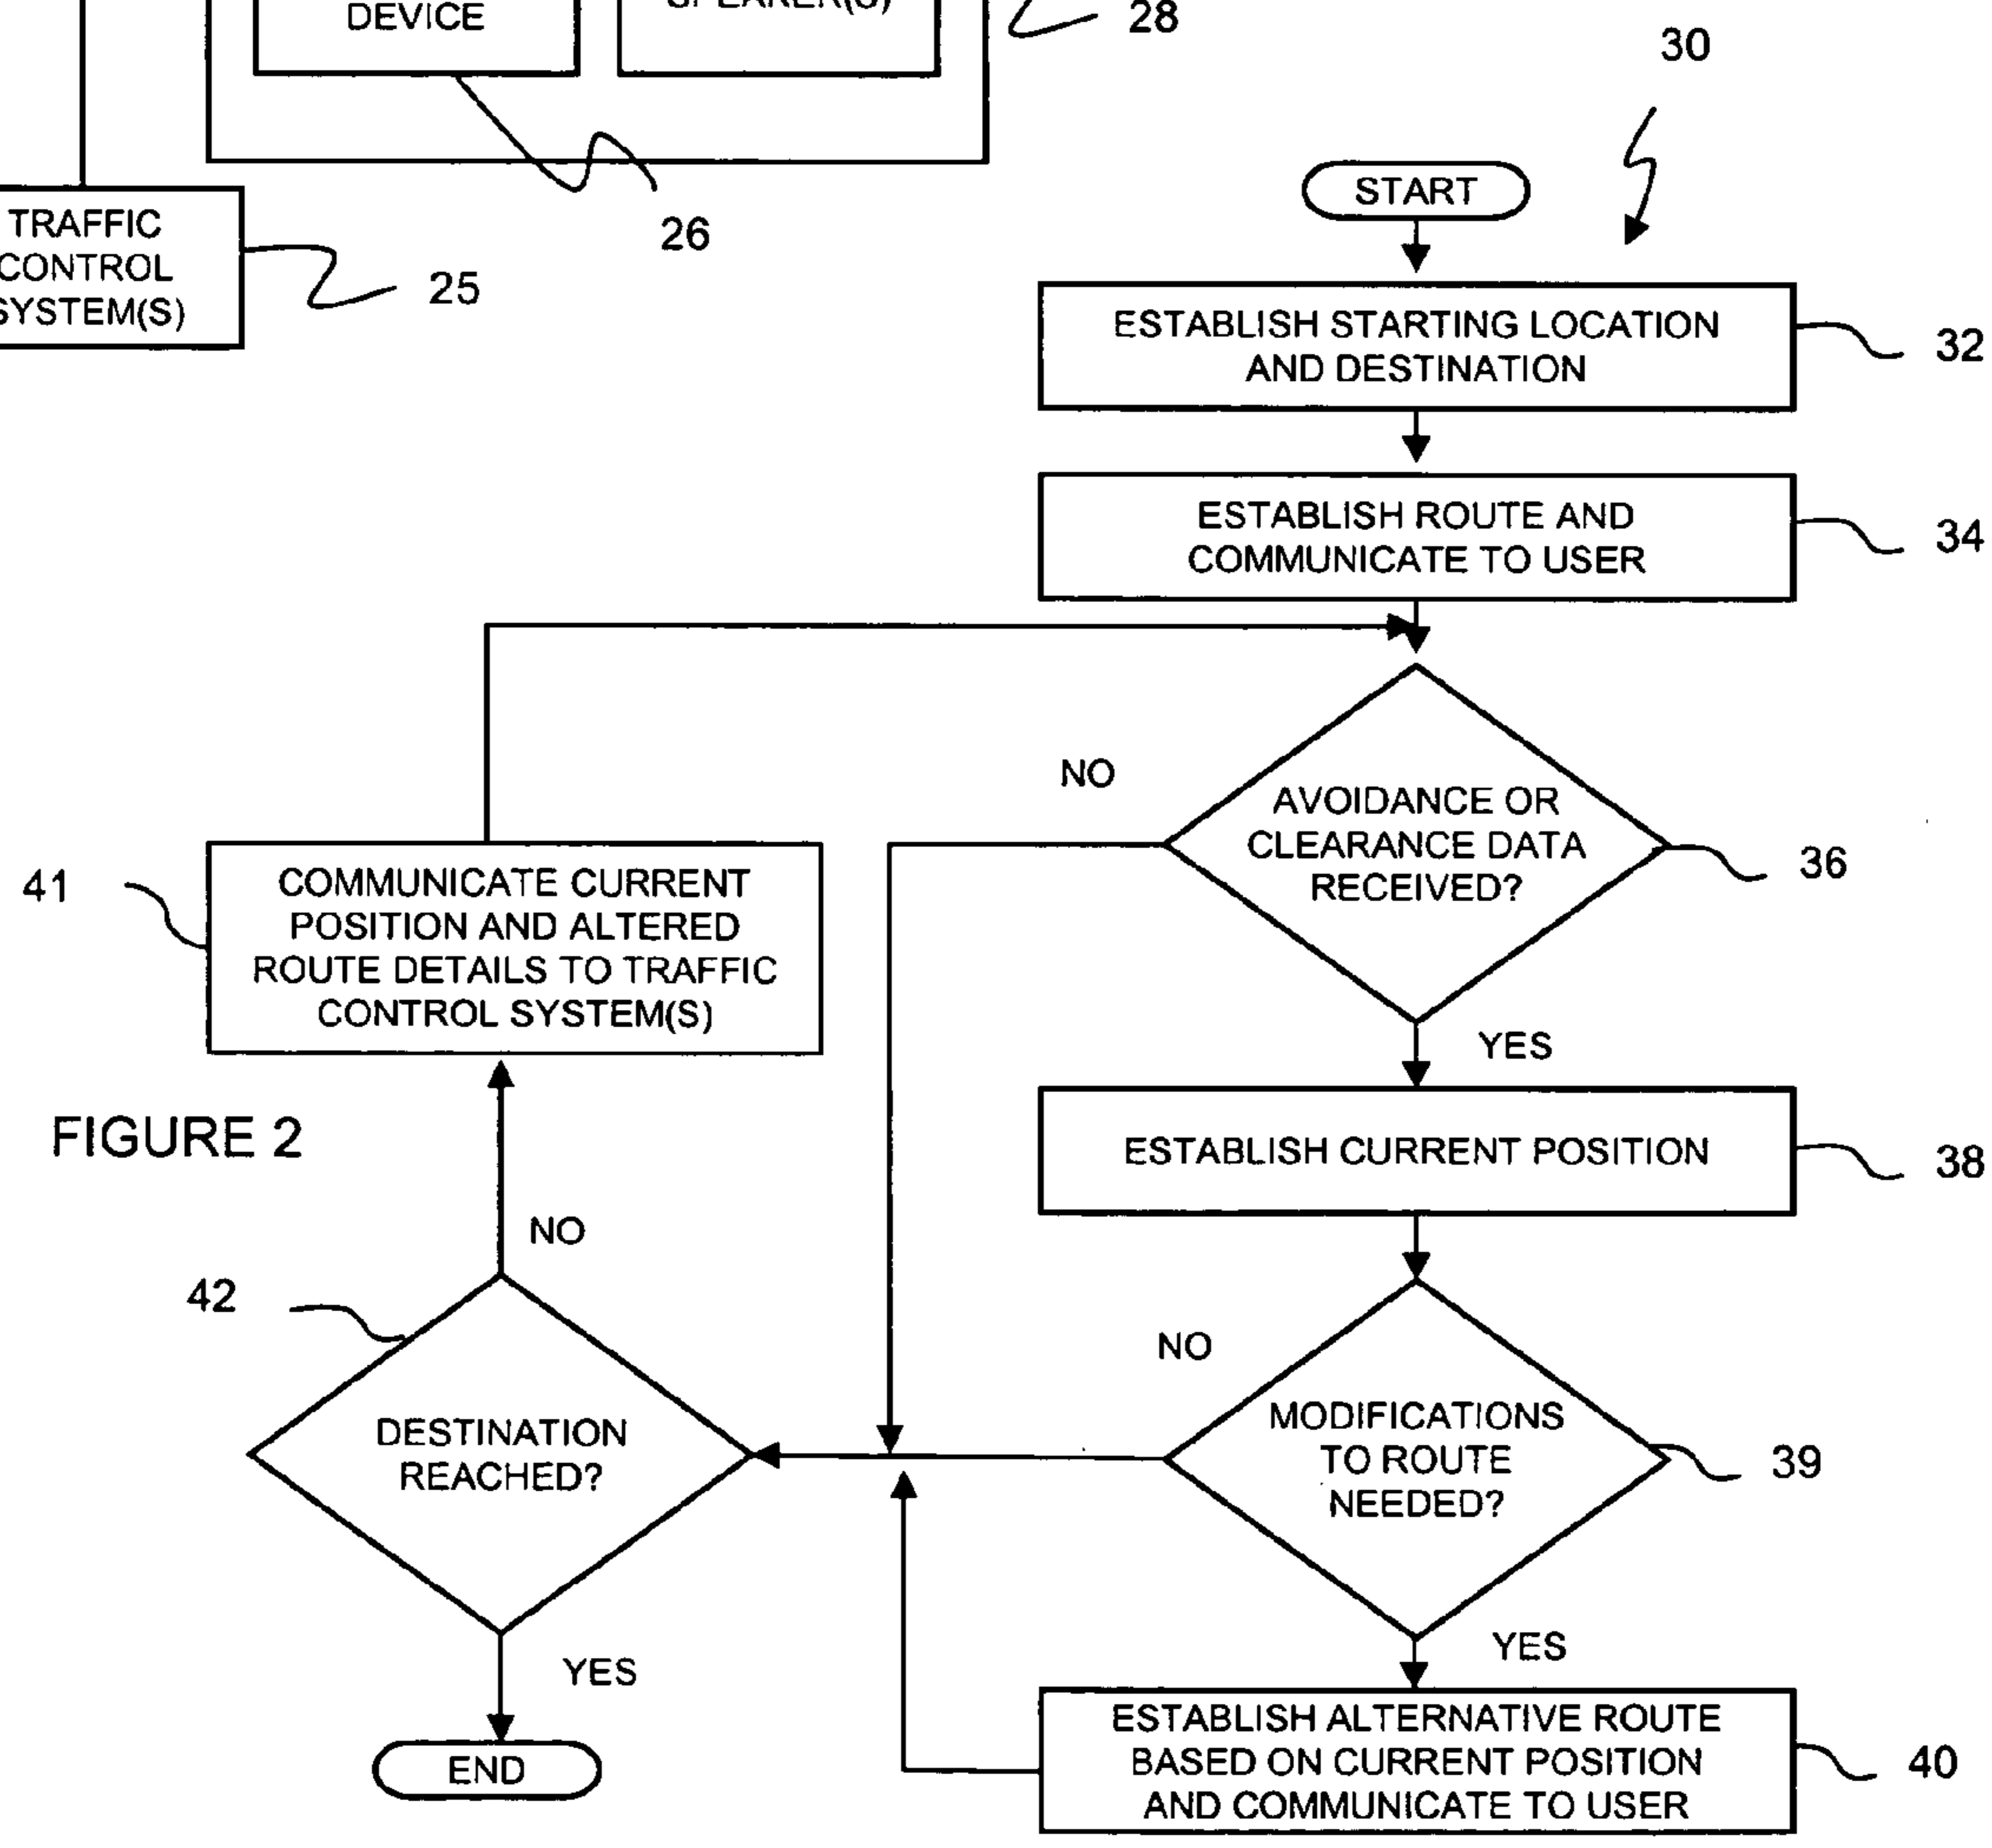 DEVICE
SPEAKER(S)
28
26
TRAFFIC
CONTROL
SYSTEM(S)
25
30
START
ESTABLISH STARTING LOCATION
AND DESTINATION
32
ESTABLISH ROUTE AND
COMMUNICATE TO USER
34
NO
AVOIDANCE OR
CLEARANCE DATA
RECEIVED?
36
YES
41
COMMUNICATE CURRENT
POSITION AND ALTERED
ROUTE DETAILS TO TRAFFIC
CONTROL SYSTEM(S)
FIGURE 2
ESTABLISH CURRENT POSITION
38
NO
42
DESTINATION
REACHED?
NO
MODIFICATIONS
TO ROUTE
NEEDED?
39
YES
YES
END
ESTABLISH ALTERNATIVE ROUTE
BASED ON CURRENT POSITION
AND COMMUNICATE TO USER
40